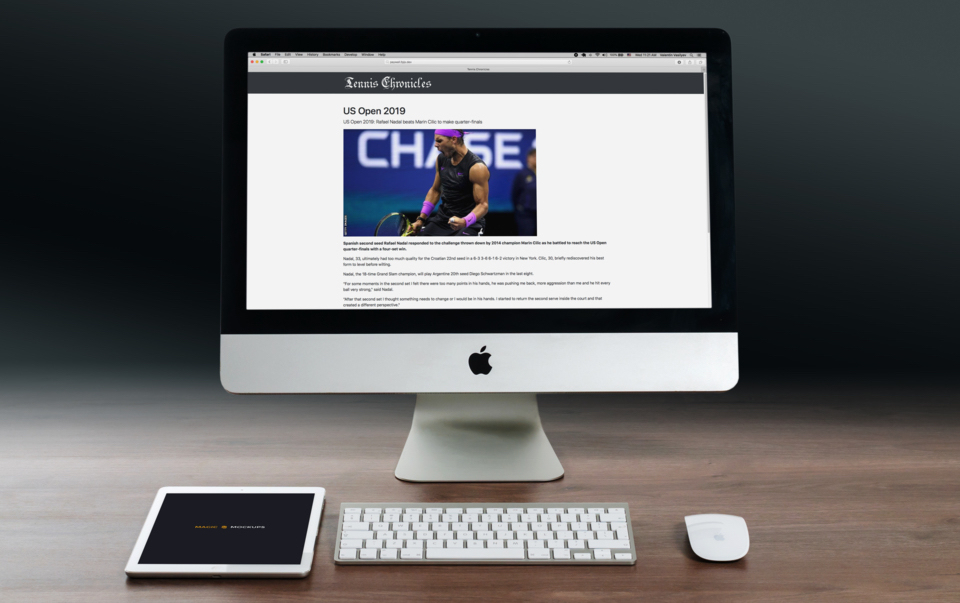 Safari File Edit View History Bookmarks Develop Window Help
Tennis Chronicles
US Open 2019
US Open 2019: Rafael Nadal beats Marin Cilic to make quarter-finals
CHASE
Spanish second seed Rafael Nadal responded to the challenge thrown down by 2014 champion Marin Cilic as he battled to reach the US Open
quarter-finals with a four-set win.
Nadal, 33, ultimately had too much quality for the Croatian 22nd seed in a 6-3 3-6 6-1 6-2 victory in New York. Cilic, 30, briefly rediscovered his best
form to level before wilting.
Nadal, the 18-time Grand Slam champion, will play Argentine 20th seed Diego Schwartzman in the last eight.
"For some moments in the second set I felt there were too many points in his hands, he was pushing me back, more aggression than me and he hit every
ball very strong," said Nadal.
"After that second set I thought something needs to change or I would be in his hands. I started to return the second serve inside the court and that
created a different perspective."
MAGIC MOCKUPS